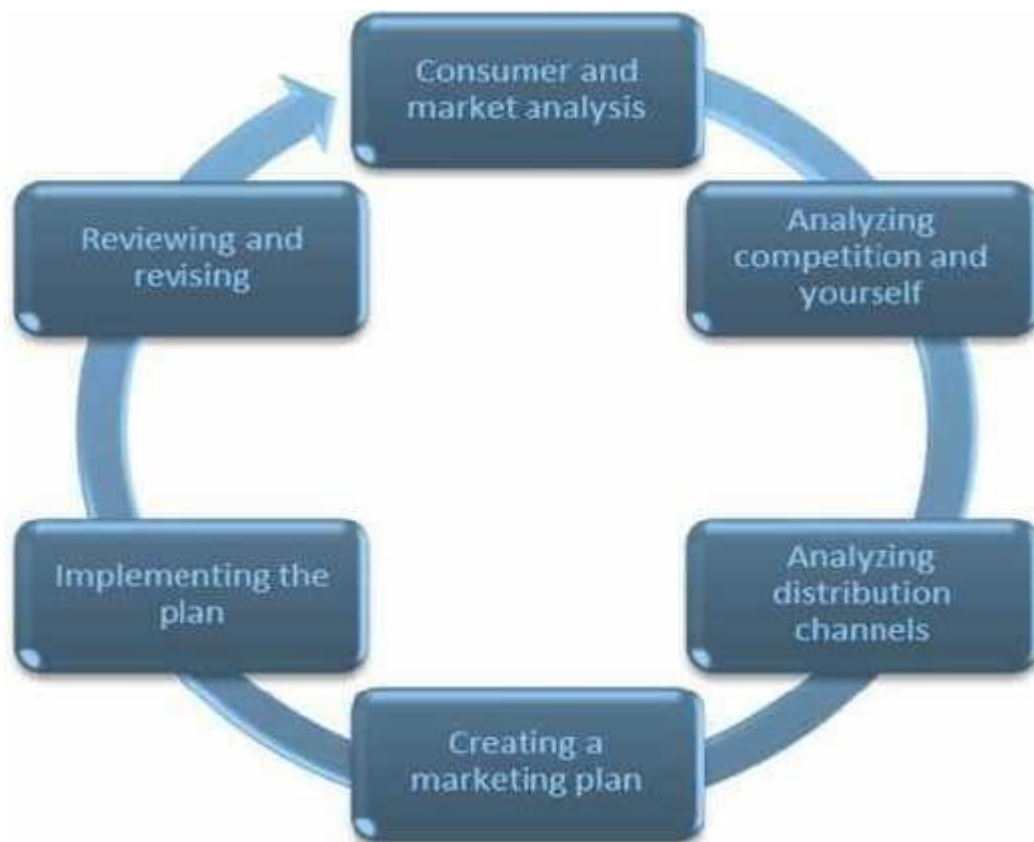 Consumer and
market analysis
Analyzing
competition and
yourself
Analyzing
distribution
channels
Creating a
marketing plan
Implementing the
plan
Reviewing and
revising